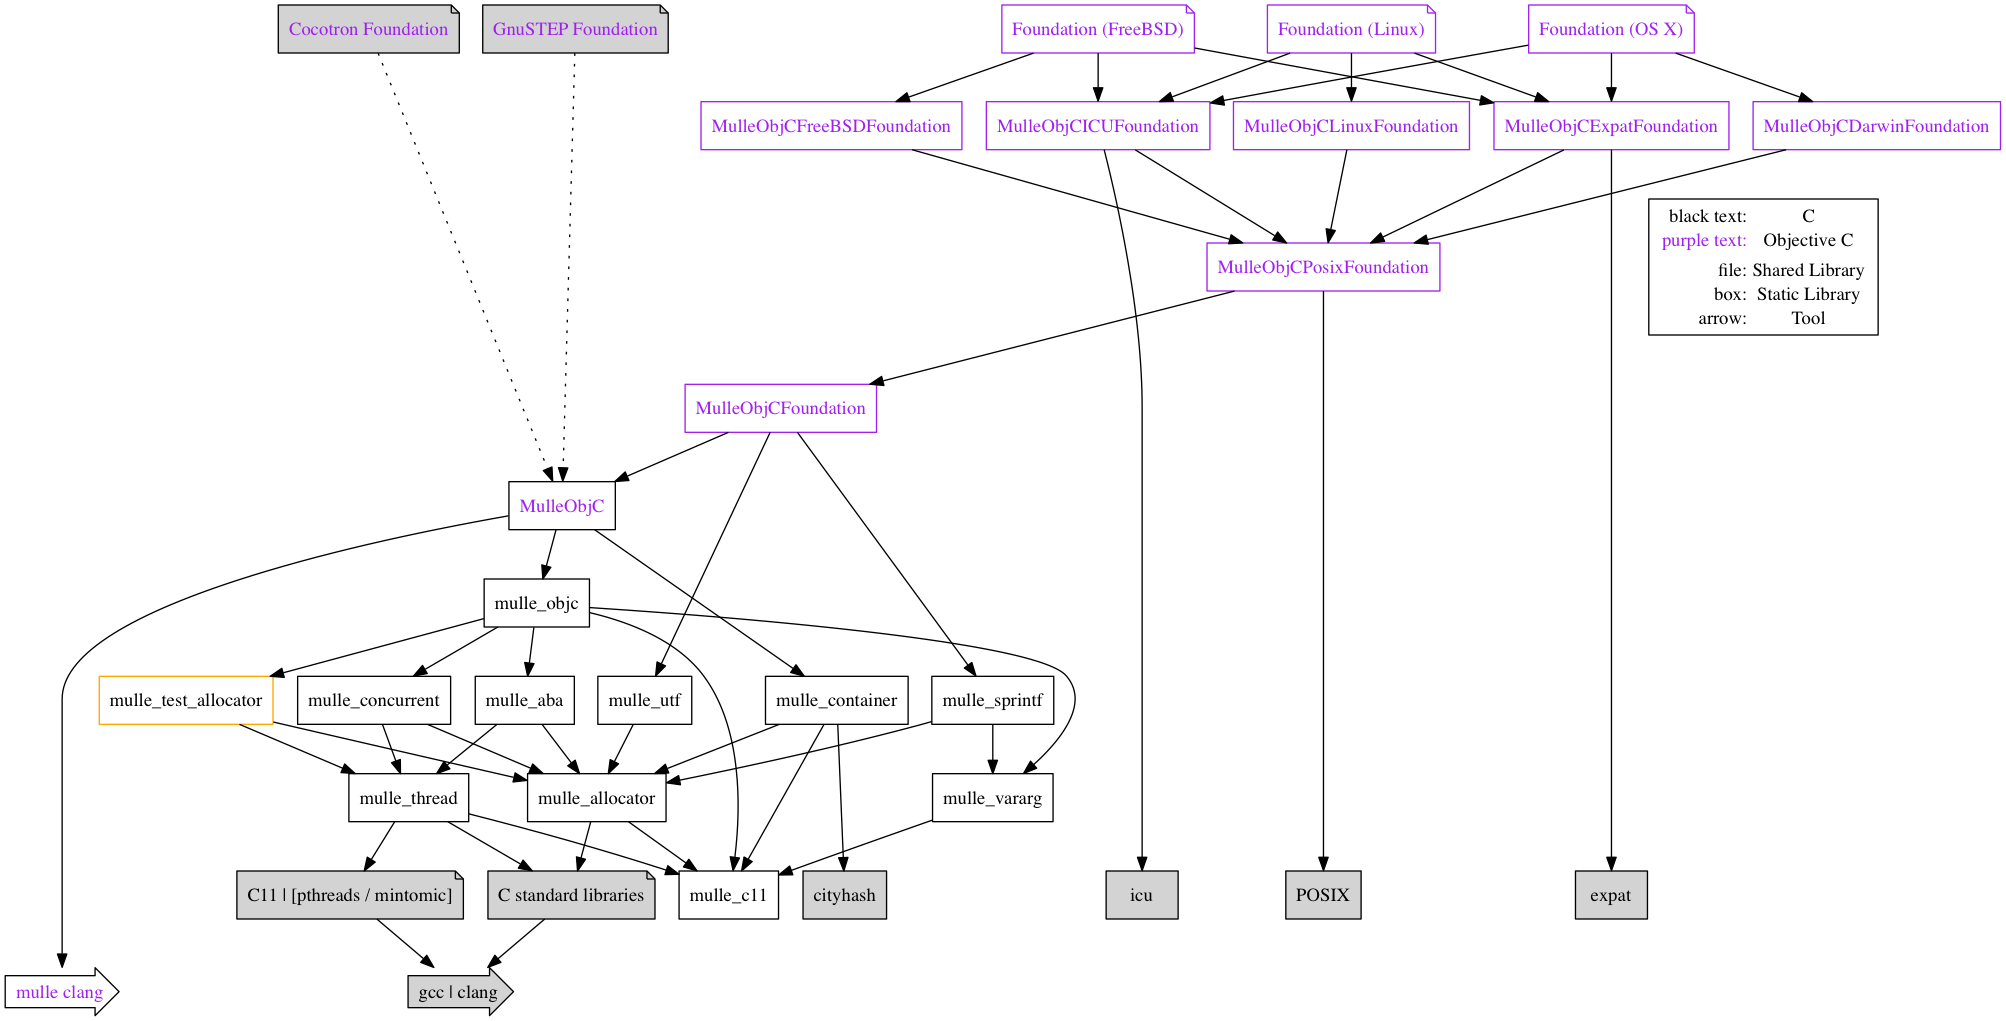 Cocotron Foundation
GnuSTEP Foundation
Foundation (FreeBSD)
Foundation (Linux)
Foundation (OS X)
MulleObjCFreeBSDFoundation
MulleObjCICUFoundation
MulleObjCLinuxFoundation
MulleObjCExpatFoundation
MulleObjCDarwinFoundation
black text: C
purple text: Objective C
file: Shared Library
box: Static Library
arrow: Tool
MulleObjCPosixFoundation
MulleObjCFoundation
MulleObjC
mulle_objc
mulle_test_allocator
mulle_concurrent
mulle_aba
mulle_utf
mulle_container
mulle_sprintf
mulle_thread
mulle_allocator
mulle_vararg
C11 | [pthreads / mintomic]
C standard libraries
mulle_c11
cityhash
icu
POSIX
expat
mulle clang
gcc | clang